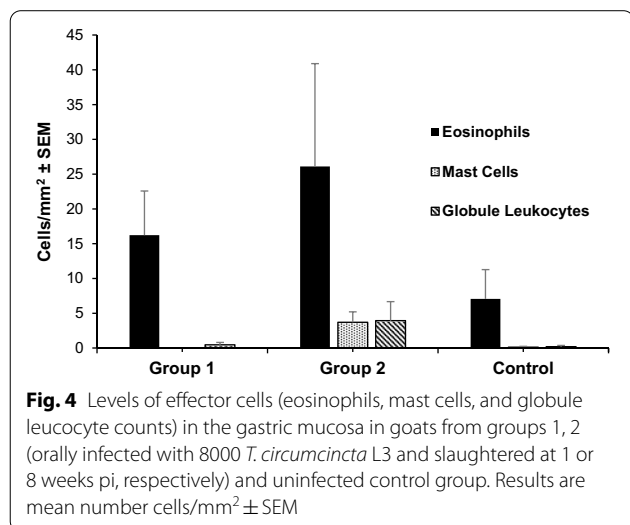 45
40
35
30
25
20
15
10
5
0
Cells/mm² ± SEM
Eosinophils
Mast Cells
Globule Leukocytes
Group 1
Group 2
Control
Fig. 4 Levels of effector cells (eosinophils, mast cells, and globule
leucocyte counts) in the gastric mucosa in goats from groups 1, 2
(orally infected with 8000 T. circumcincta L3 and slaughtered at 1 or
8 weeks pi, respectively) and uninfected control group. Results are
mean number cells/mm² ± SEM